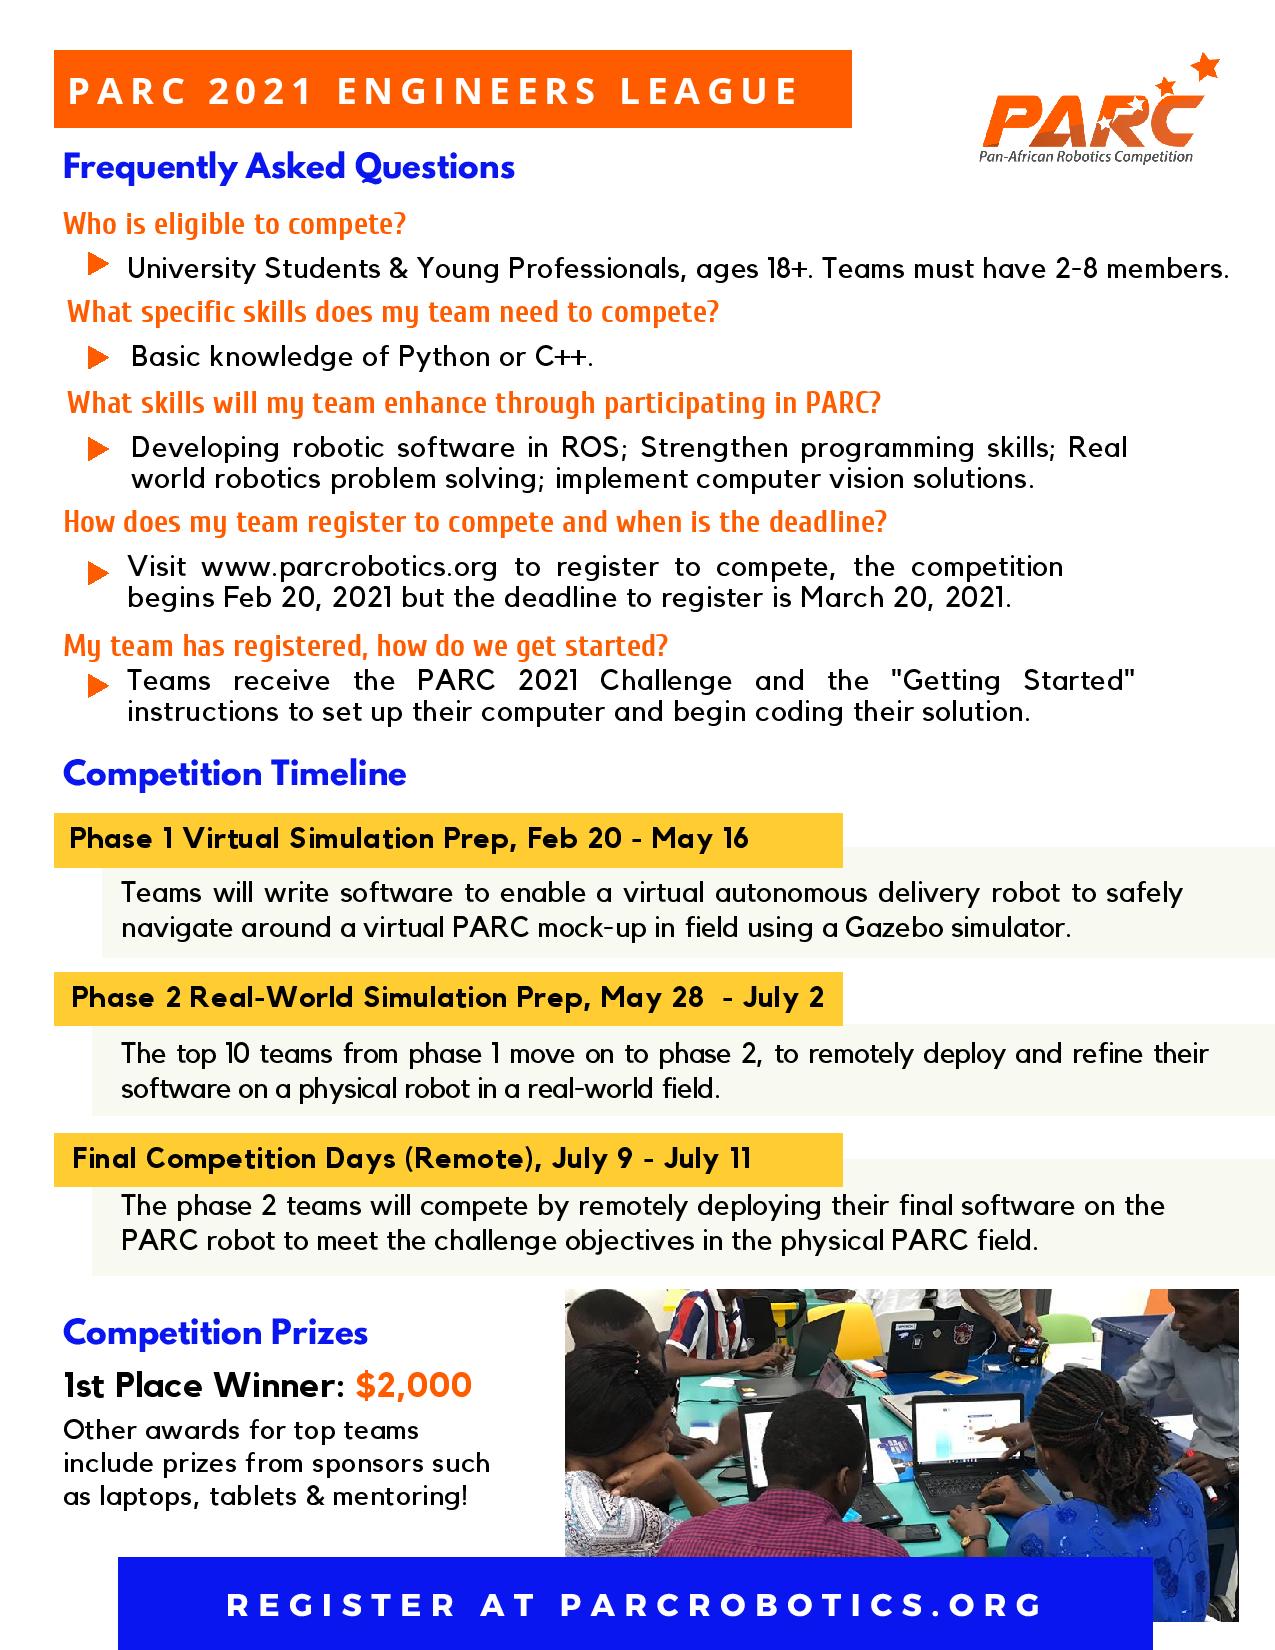 PARC 2021 ENGINEERS LEAGUE
PARC
Pan-African Robotics Competition
Frequently Asked Questions
Who is eligible to compete?
University Students & Young Professionals, ages 18+. Teams must have 2-8 members.
What specific skills does my team need to compete?
Basic knowledge of Python or C++.
What skills will my team enhance through participating in PARC?
Developing robotic software in ROS; Strengthen programming skills; Real
world robotics problem solving; implement computer vision solutions.
How does my team register to compete and when is the deadline?
Visit www.parcrobotics.org to register to compete, the competition
begins Feb 20, 2021 but the deadline to register is March 20, 2021.
My team has registered, how do we get started?
Teams receive the PARC 2021 Challenge and the "Getting Started"
instructions to set up their computer and begin coding their solution.
Competition Timeline
Phase 1 Virtual Simulation Prep, Feb 20 - May 16
Teams will write software to enable a virtual autonomous delivery robot to safely
navigate around a virtual PARC mock-up in field using a Gazebo simulator.
Phase 2 Real-World Simulation Prep, May 28 - July 2
The top 10 teams from phase 1 move on to phase 2, to remotely deploy and refine their
software on a physical robot in a real-world field.
Final Competition Days (Remote), July 9 - July 11
The phase 2 teams will compete by remotely deploying their final software on the
PARC robot to meet the challenge objectives in the physical PARC field.
Competition Prizes
1st Place Winner: $2,000
Other awards for top teams
include prizes from sponsors such
as laptops, tablets & mentoring!
REGISTER AT PARCROBOTICS.ORG